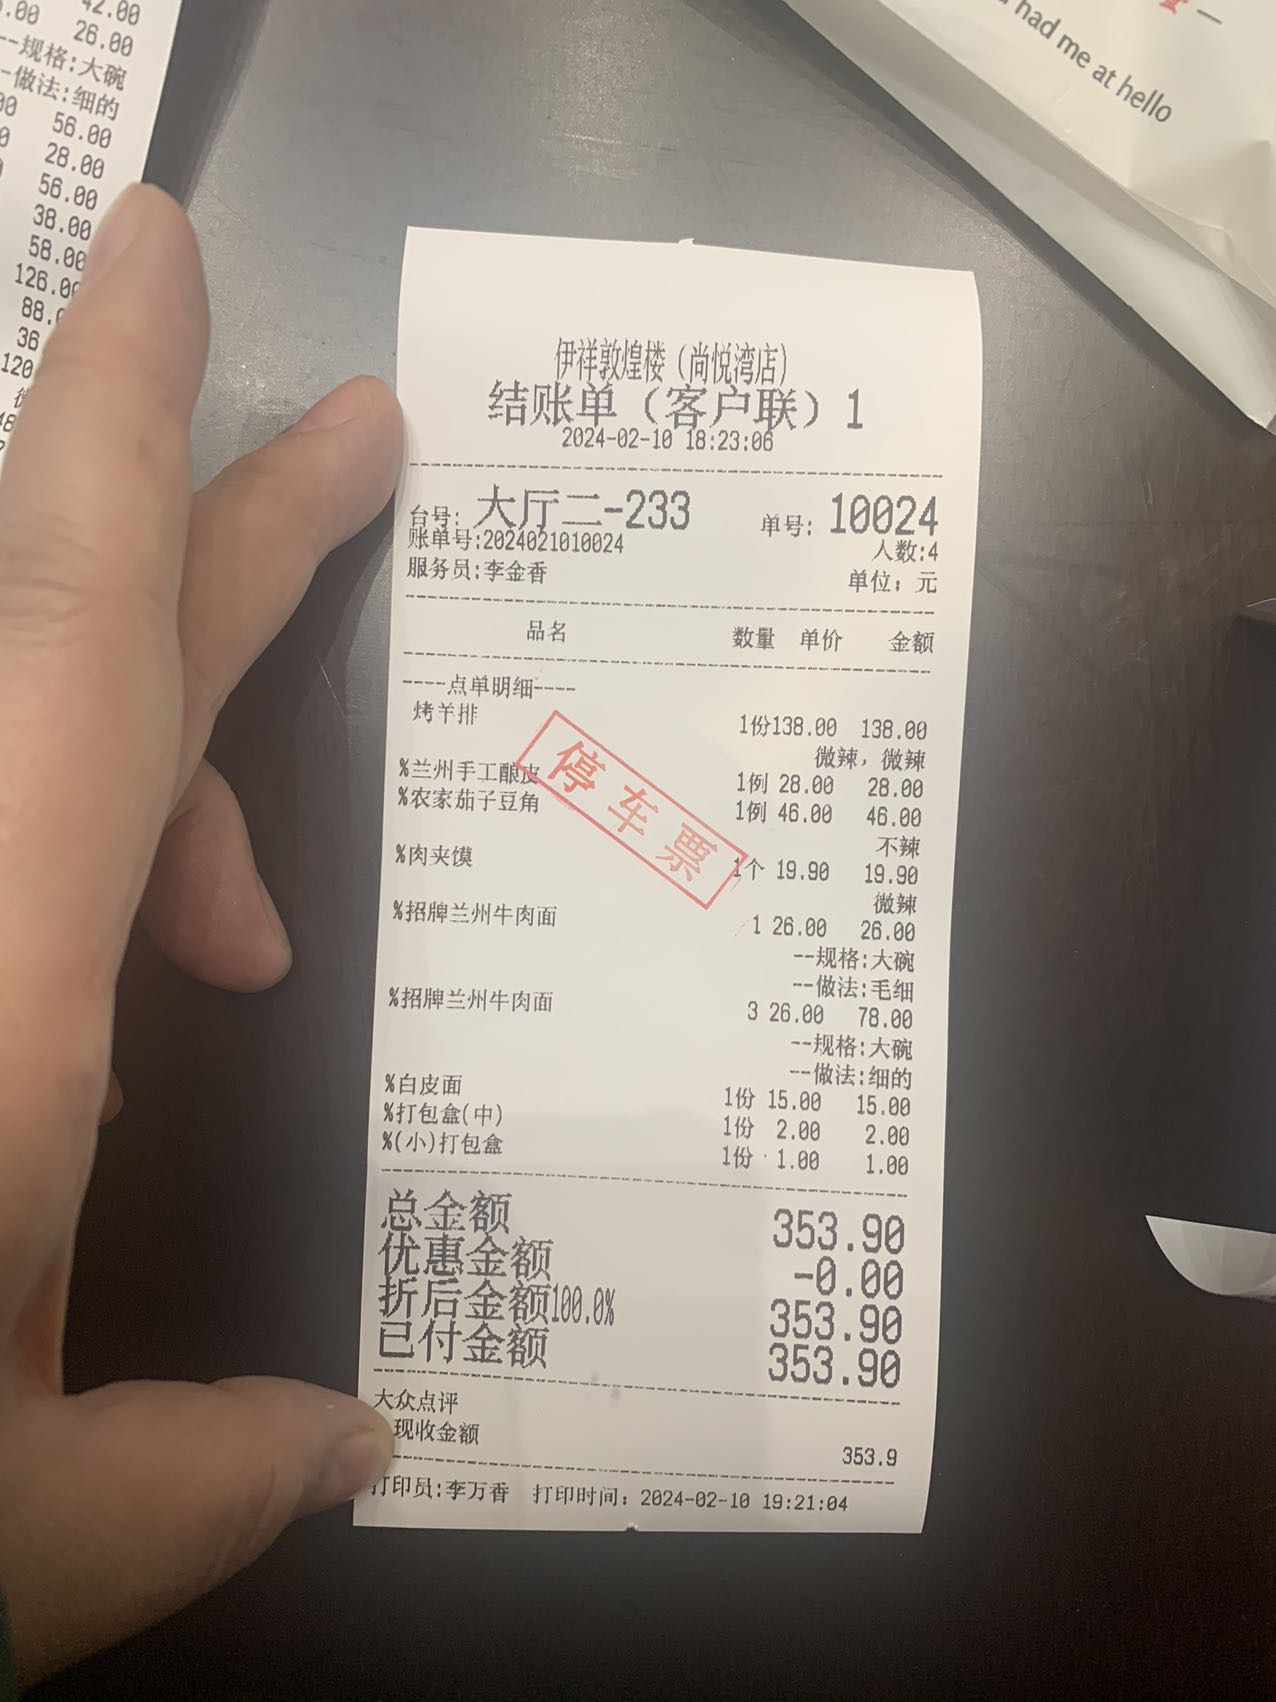 42.00
26.00
--规格:大碗
--做法:细的
56.00
28.00
56.00
38.00
58.00
126.00
88.
36
120
had me at hello
伊祥敦煌楼（尚悦湾店）
结账单（客户联）1
2024-02-10 18:23:06
台号: 大厅二-233 单号: 10024
账单号:2024021010024 人数:4
服务员:李金香 单位: 元
品名 数量 单价 金额
----点单明细----
烤羊排 1份138.00 138.00
微辣, 微辣
%兰州手工酿皮 1例 28.00 28.00
%农家茄子豆角 1例 46.00 46.00
不辣
%肉夹馍 1个 19.90 19.90
微辣
%招牌兰州牛肉面 1 26.00 26.00
--规格:大碗
--做法:毛细
%招牌兰州牛肉面 3 26.00 78.00
--规格:大碗
--做法:细的
%白皮面 1份 15.00 15.00
%打包盒(中) 1份 2.00 2.00
%(小)打包盒 1份 1.00 1.00
停车票
总金额 353.90
优惠金额 -0.00
折后金额100.0% 353.90
已付金额 353.90
大众点评
现收金额 353.9
打印员:李万香 打印时间: 2024-02-10 19:21:04